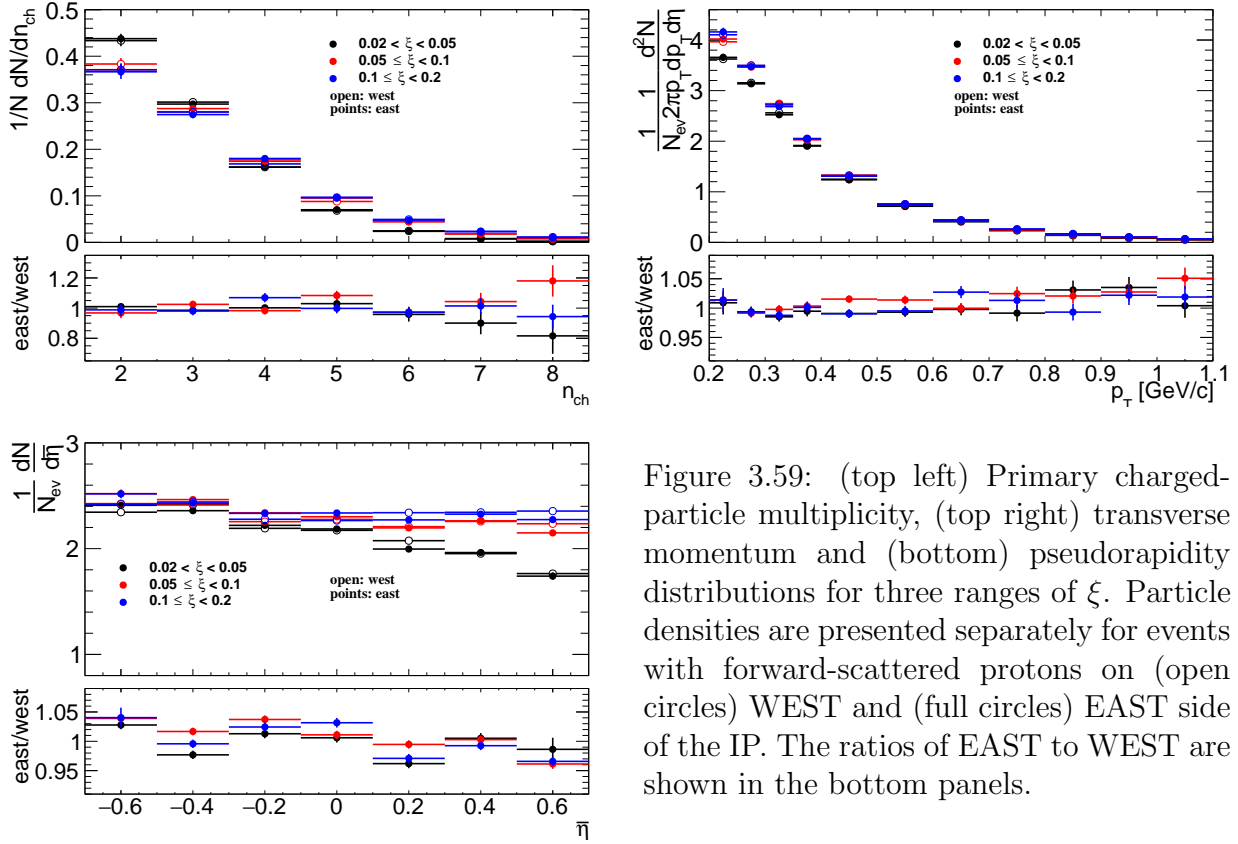 1/N dN/dn_ch
0.5
0.4
0.3
0.2
0.1
0
0.02 < ξ < 0.05
0.05 ≤ ξ < 0.1
0.1 ≤ ξ < 0.2
open: west
points: east
east/west
1.2
1
0.8
2 3 4 5 6 7 8
n_ch
1/N_ev 1/2πp_T d²N/dp_T dη̄
4
3
2
1
0
0.02 < ξ < 0.05
0.05 ≤ ξ < 0.1
0.1 ≤ ξ < 0.2
open: west
points: east
east/west
1.05
1
0.95
0.2 0.3 0.4 0.5 0.6 0.7 0.8 0.9 1 1.1
p_T [GeV/c]
1/N_ev dN/dη̄
3
2
1
0.02 < ξ < 0.05
0.05 ≤ ξ < 0.1
0.1 ≤ ξ < 0.2
open: west
points: east
east/west
1.05
1
0.95
−0.6 −0.4 −0.2 0 0.2 0.4 0.6
η̄
Figure 3.59: (top left) Primary charged-
particle multiplicity, (top right) transverse
momentum and (bottom) pseudorapidity
distributions for three ranges of ξ. Particle
densities are presented separately for events
with forward-scattered protons on (open
circles) WEST and (full circles) EAST side
of the IP. The ratios of EAST to WEST are
shown in the bottom panels.